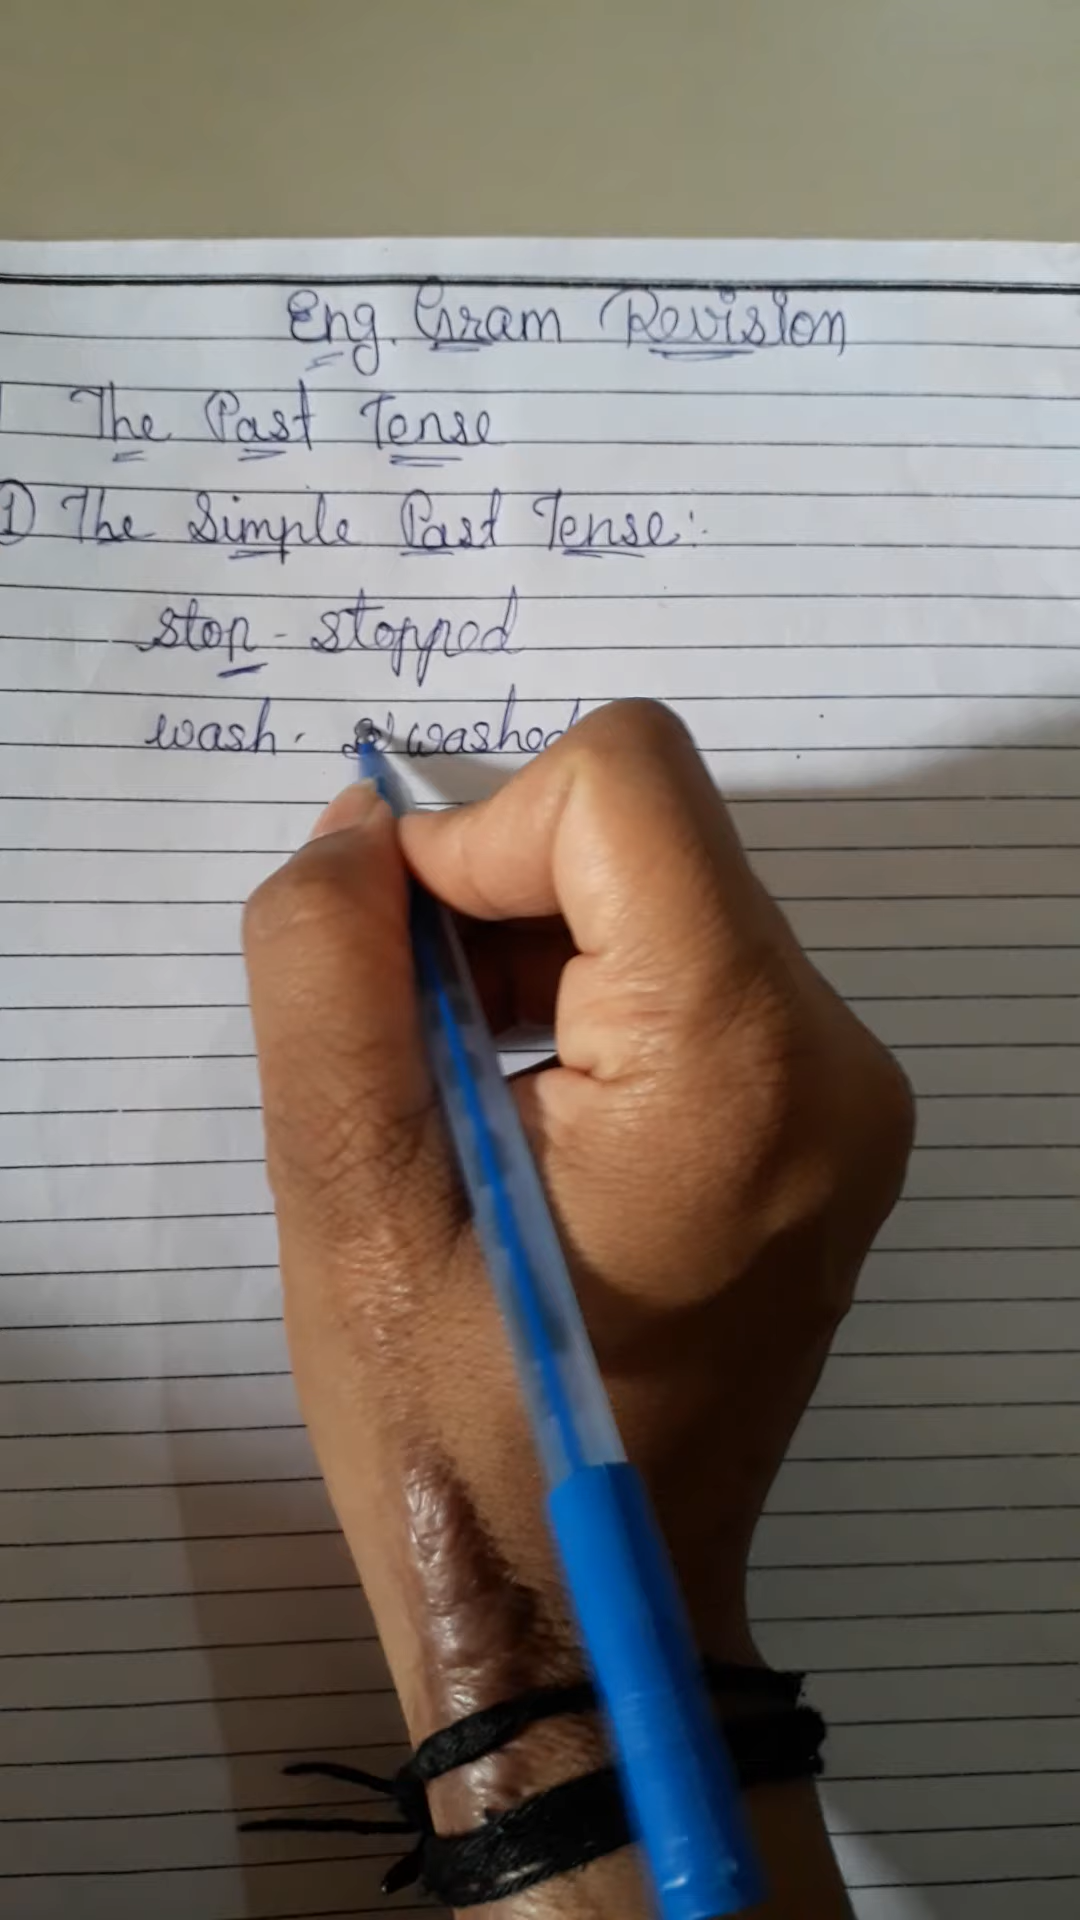 Eng. Gram Revision
The Past Tense
① The Simple Past Tense:-
stop - stopped
wash - washed